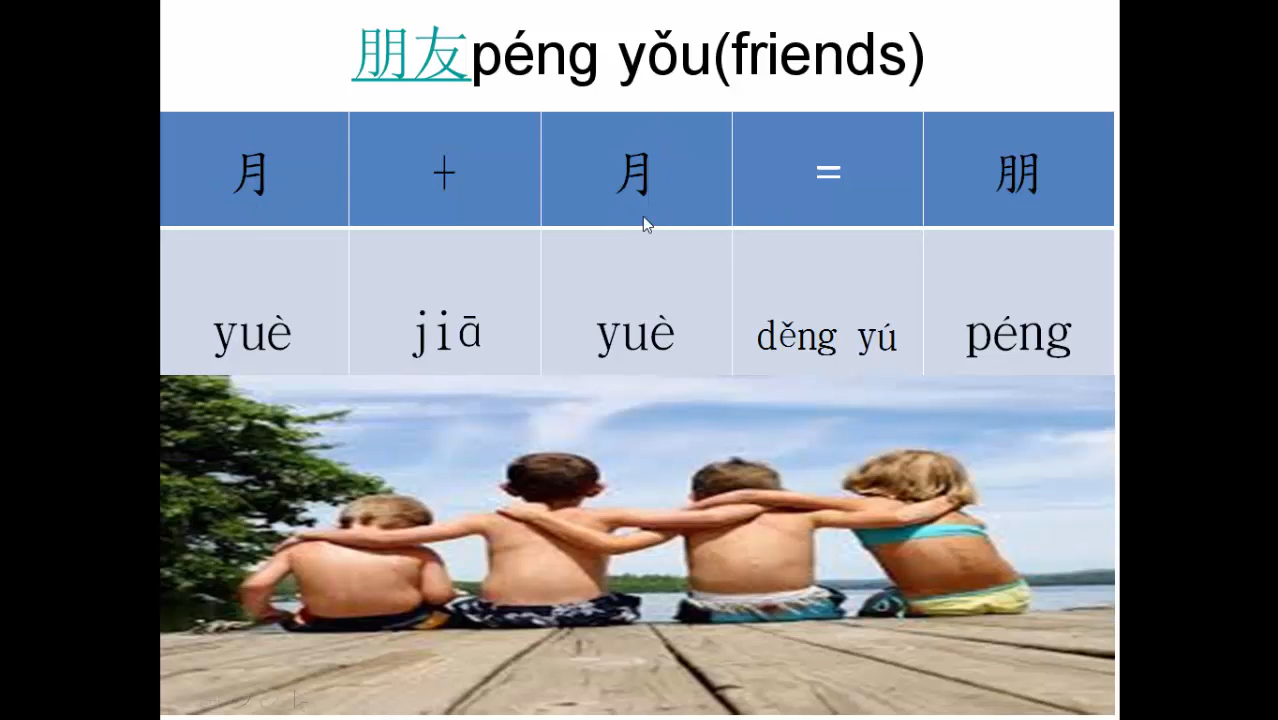 朋友péng yǒu(friends)
月 + 月 = 朋
yuè jiā yuè děng yú péng